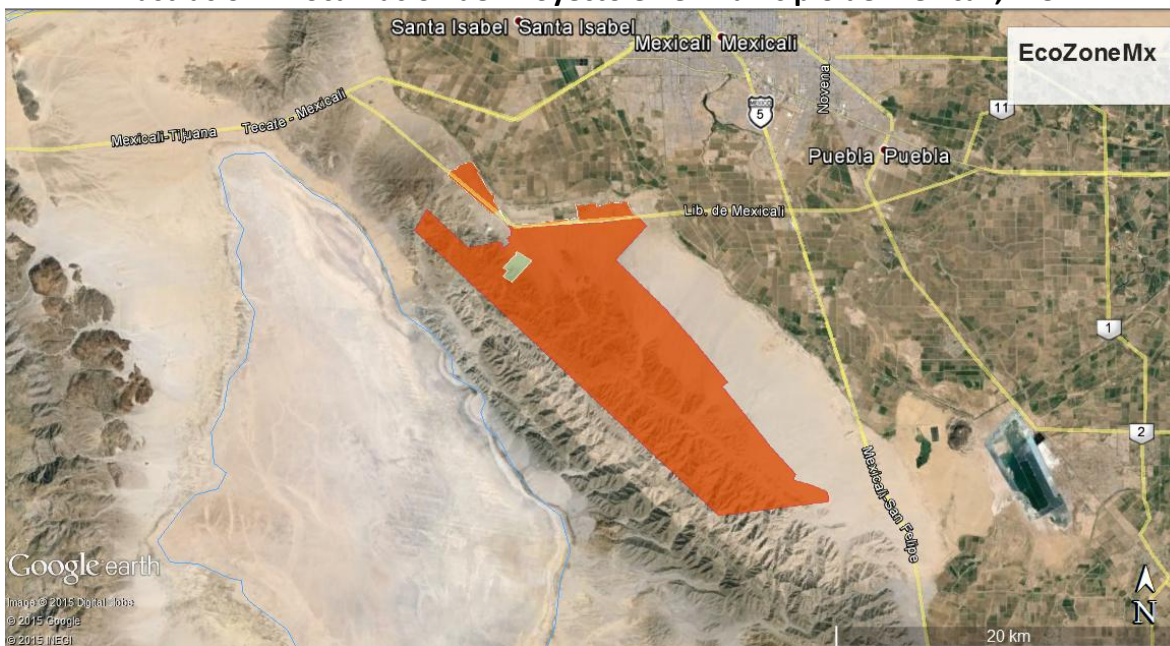 Santa Isabel Santa Isabel
Mexicali Mexicali
EcoZoneMx
Novena
11
5
Mexicali-Tijuana
Tecate - Mexicali
Puebla Puebla
Lib. de Mexicali
1
2
Mexicali-San Felipe
Google earth
Image © 2015 DigitalGlobe
© 2015 Google
© 2015 INEGI
N
20 km